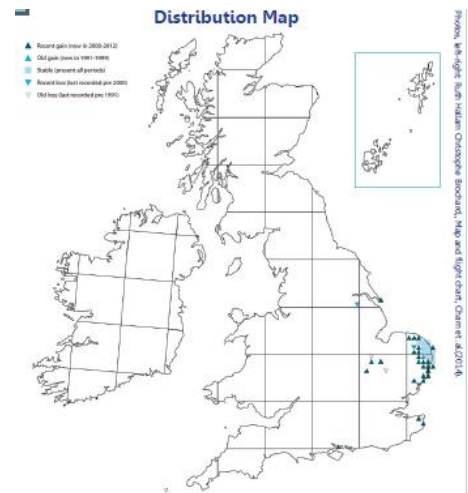 Distribution Map
Recent gain (new in 2000-2012)
Old gain (new in 1991-1999)
Stable (present all periods)
Recent loss (last recorded pre 2000)
Old loss (last recorded pre 1991)
Photos, left-right: Ruth Hallam Christophe Brochard, Map and flight chart, Cham et al.(2014).